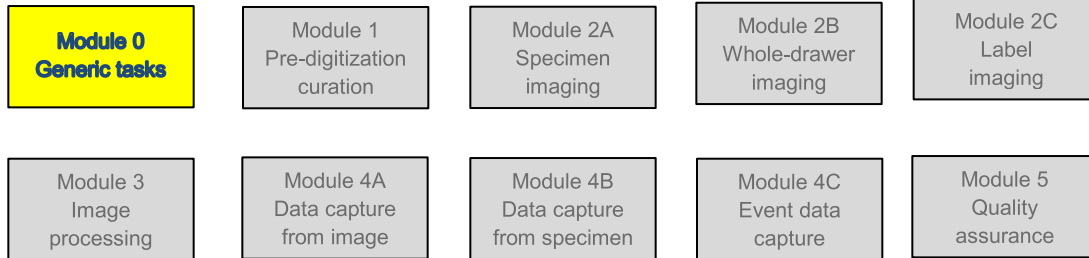 Module 0
Generic tasks
Module 1
Pre-digitization
curation
Module 2A
Specimen
imaging
Module 2B
Whole-drawer
imaging
Module 2C
Label
imaging
Module 3
Image
processing
Module 4A
Data capture
from image
Module 4B
Data capture
from specimen
Module 4C
Event data
capture
Module 5
Quality
assurance